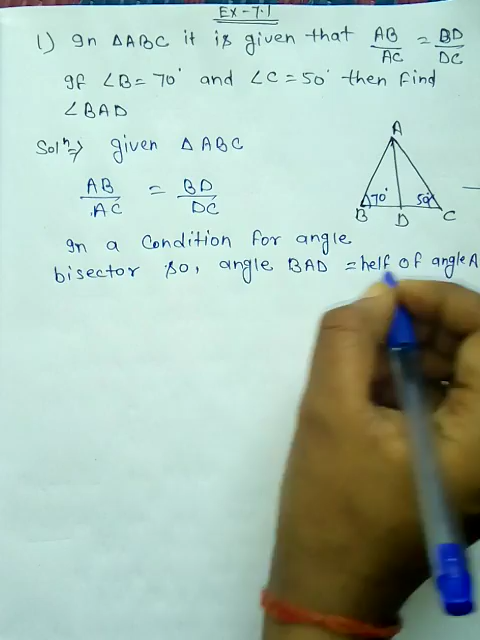 Ex-7.1
1) In △ABC it is given that AB/AC = BD/DC
If ∠B = 70° and ∠C = 50° then find
∠BAD
Solⁿ⇒ given △ABC
A
AB/AC = BD/DC
70° 50°
B D C
In a Condition for angle
bisector so, angle BAD = helf of angle A